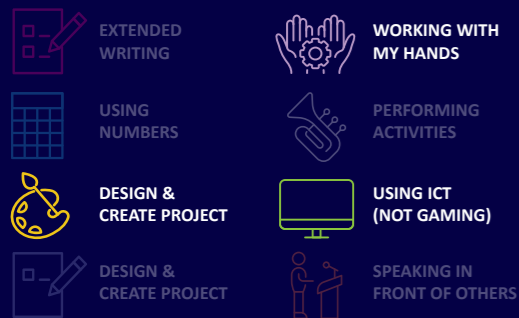 EXTENDED
WRITING
WORKING WITH
MY HANDS
USING
NUMBERS
PERFORMING
ACTIVITIES
DESIGN &
CREATE PROJECT
USING ICT
(NOT GAMING)
DESIGN &
CREATE PROJECT
SPEAKING IN
FRONT OF OTHERS